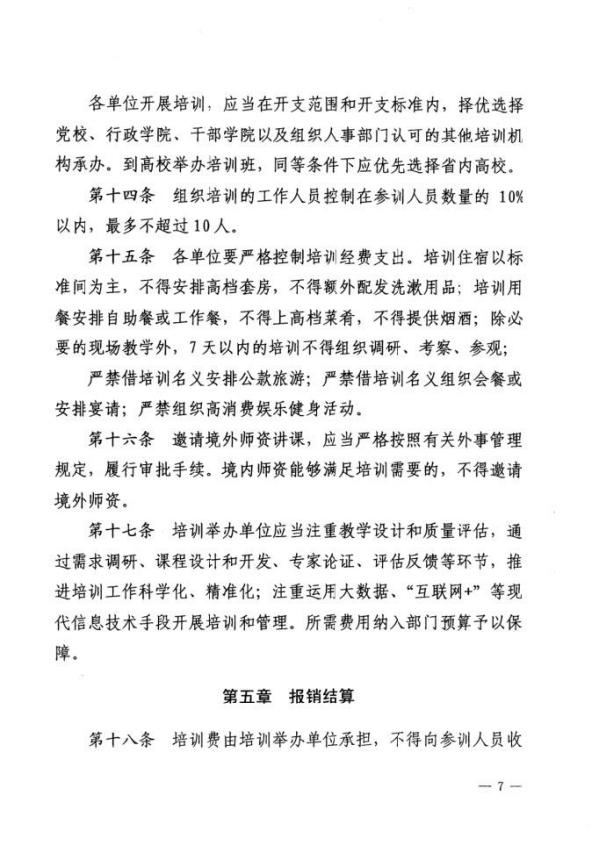 各单位开展培训，应当在开支范围和开支标准内，择优选择
党校、行政学院、干部学院以及组织人事部门认可的其他培训机
构承办。到高校举办培训班，同等条件下应优先选择省内高校。
第十四条 组织培训的工作人员控制在参训人员数量的 10%
以内，最多不超过 10 人。
第十五条 各单位要严格控制培训经费支出。培训住宿以标
准间为主，不得安排高档套房，不得额外配发洗漱用品；培训用
餐安排自助餐或工作餐，不得上高档菜肴，不得提供烟酒；除必
要的现场教学外，7 天以内的培训不得组织调研、考察、参观；
严禁借培训名义安排公款旅游；严禁借培训名义组织会餐或
安排宴请；严禁组织高消费娱乐健身活动。
第十六条 邀请境外师资讲课，应当严格按照有关外事管理
规定，履行审批手续。境内师资能够满足培训需要的，不得邀请
境外师资。
第十七条 培训举办单位应当注重教学设计和质量评估，通
过需求调研、课程设计和开发、专家论证、评估反馈等环节，推
进培训工作科学化、精准化；注重运用大数据、“互联网+”等现
代信息技术手段开展培训和管理。所需费用纳入部门预算予以保
障。
第五章 报销结算
第十八条 培训费由培训举办单位承担，不得向参训人员收
— 7 —